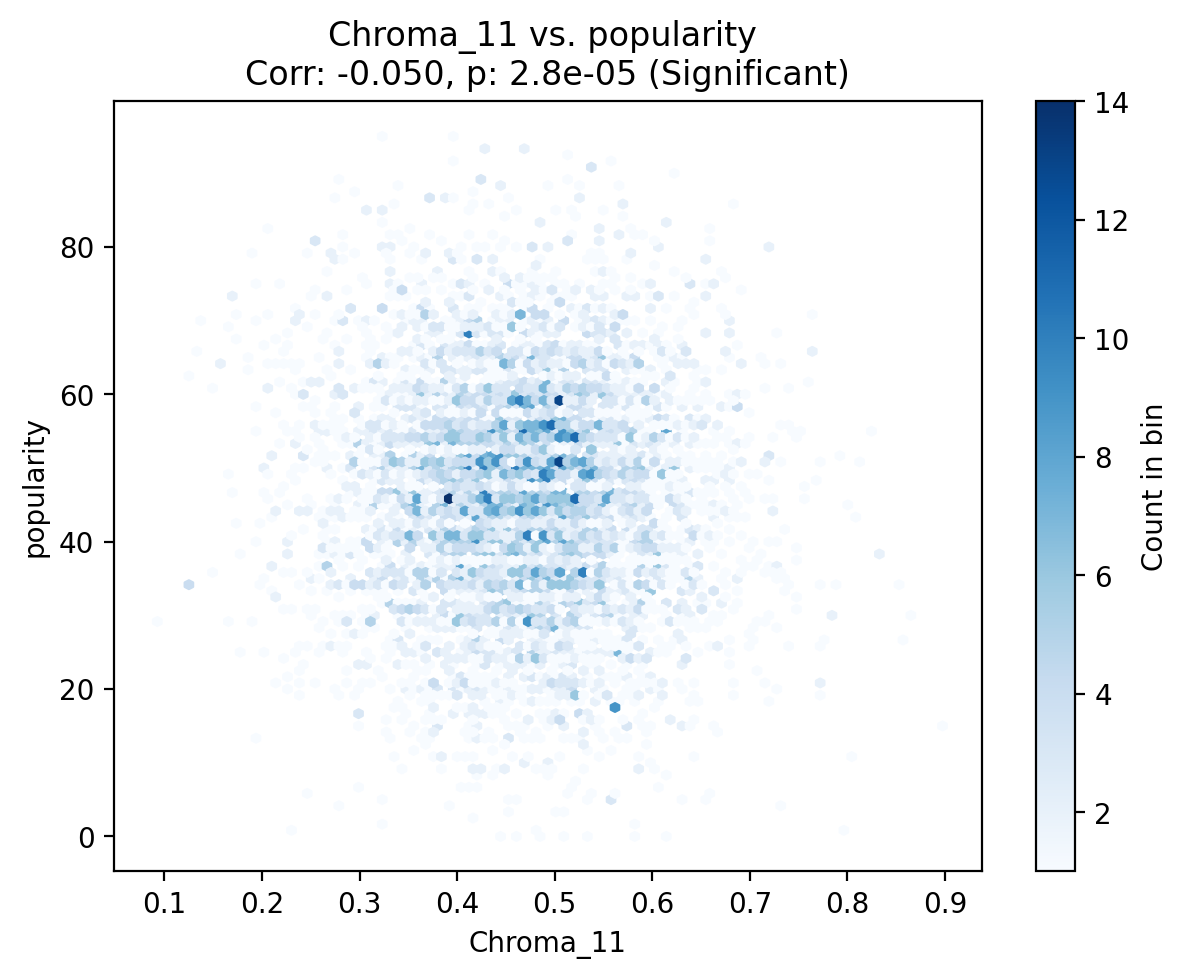 Chroma_11 vs. popularity
Corr: -0.050, p: 2.8e-05 (Significant)
14
12
10
8
6
4
2
Count in bin
80
60
40
20
0
popularity
0.1 0.2 0.3 0.4 0.5 0.6 0.7 0.8 0.9
Chroma_11